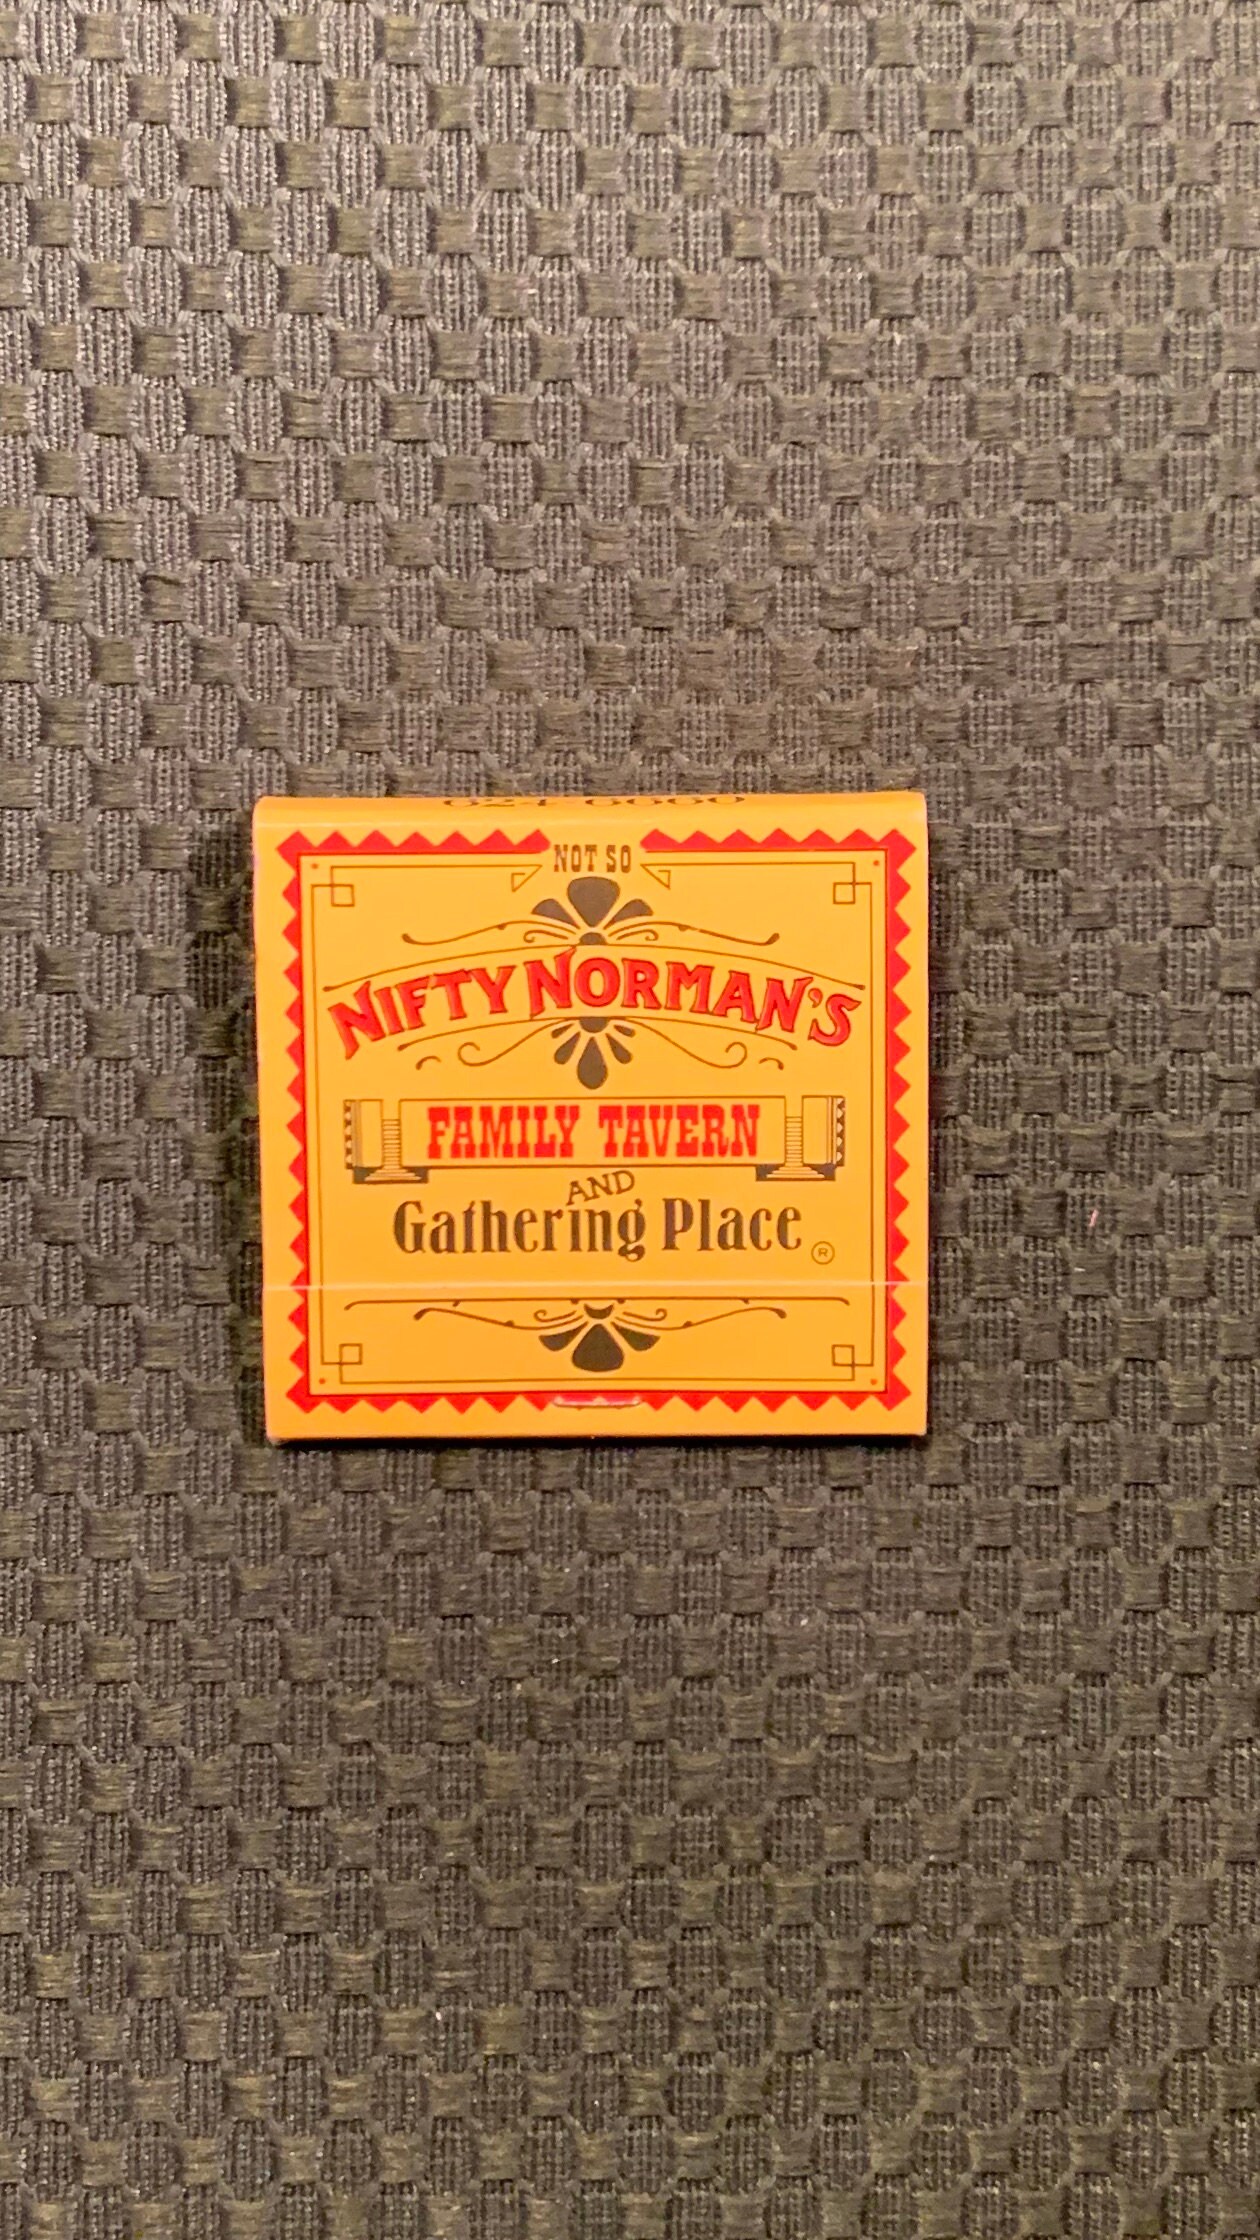 NOT SO
NIFTY NORMAN'S
FAMILY TAVERN
AND
Gathering Place ®